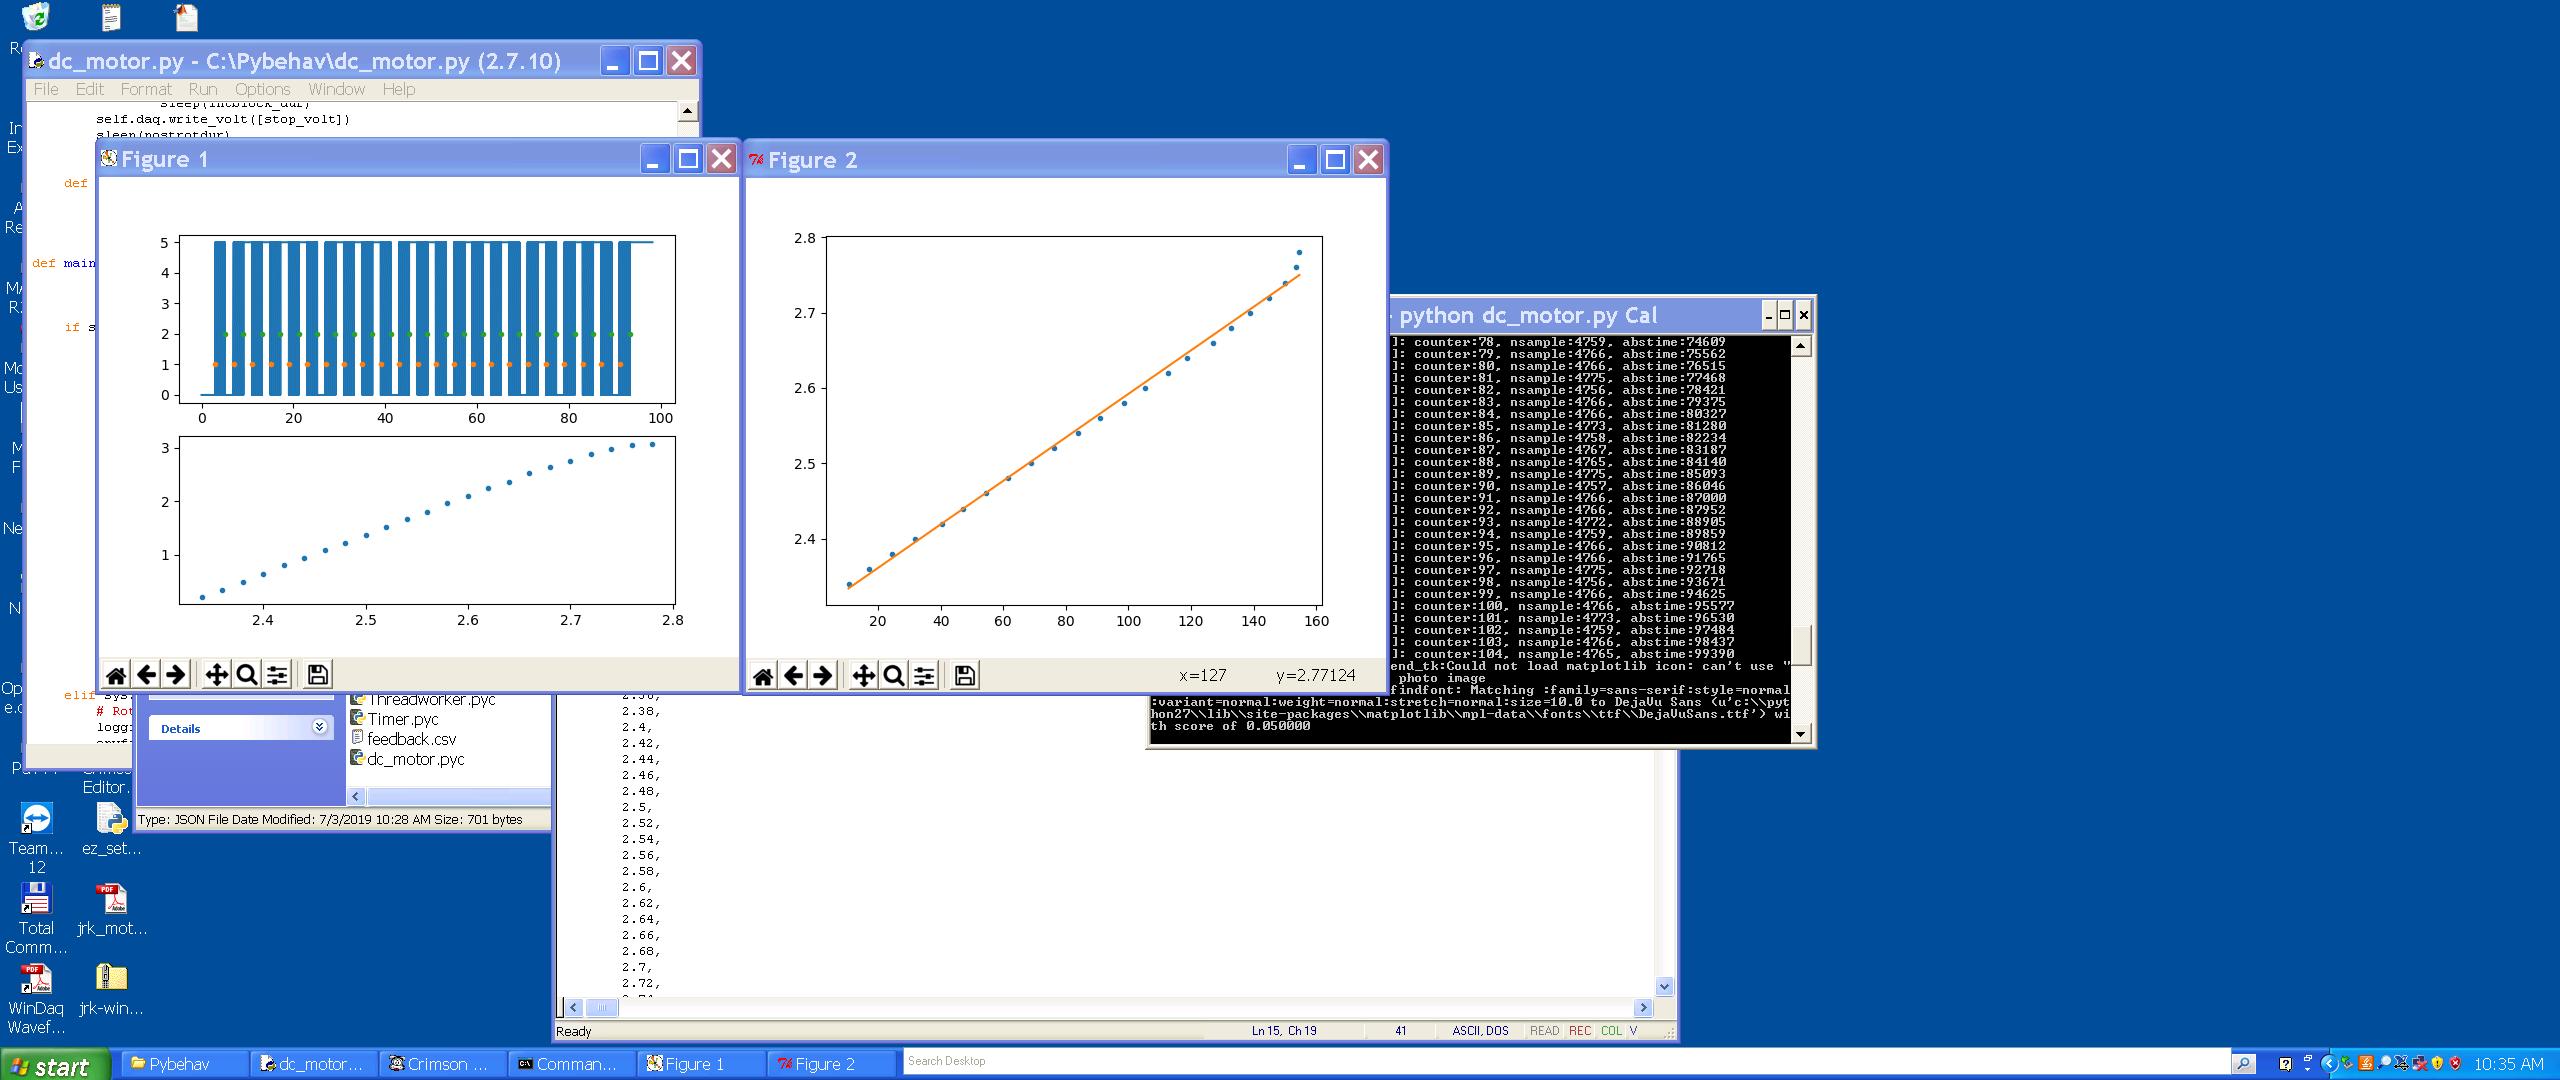 dc_motor.py - C:\Pybehav\dc_motor.py (2.7.10)
File Edit Format Run Options Window Help
sleep(intblock_dur)
self.daq.write_volt([stop_volt])
sleep(postrotdur)
def
def main
if s
elif sys.
# Rot
loggi
Figure 1
5
4
3
2
1
0
0 20 40 60 80 100
3
2
1
2.4 2.5 2.6 2.7 2.8
Figure 2
2.8
2.7
2.6
2.5
2.4
20 40 60 80 100 120 140 160
x=127 y=2.77124
- python dc_motor.py Cal
]: counter:78, nsample:4759, abstime:74609
]: counter:79, nsample:4766, abstime:75562
]: counter:80, nsample:4766, abstime:76515
]: counter:81, nsample:4775, abstime:77468
]: counter:82, nsample:4756, abstime:78421
]: counter:83, nsample:4766, abstime:79375
]: counter:84, nsample:4766, abstime:80327
]: counter:85, nsample:4773, abstime:81280
]: counter:86, nsample:4758, abstime:82234
]: counter:87, nsample:4767, abstime:83187
]: counter:88, nsample:4765, abstime:84140
]: counter:89, nsample:4775, abstime:85093
]: counter:90, nsample:4757, abstime:86046
]: counter:91, nsample:4766, abstime:87000
]: counter:92, nsample:4766, abstime:87952
]: counter:93, nsample:4772, abstime:88905
]: counter:94, nsample:4759, abstime:89859
]: counter:95, nsample:4766, abstime:90812
]: counter:96, nsample:4766, abstime:91765
]: counter:97, nsample:4775, abstime:92718
]: counter:98, nsample:4756, abstime:93671
]: counter:99, nsample:4766, abstime:94625
]: counter:100, nsample:4766, abstime:95577
]: counter:101, nsample:4773, abstime:96530
]: counter:102, nsample:4759, abstime:97484
]: counter:103, nsample:4766, abstime:98437
]: counter:104, nsample:4765, abstime:99390
end_tk:Could not load matplotlib icon: can't use "
photo image
findfont: Matching :family=sans-serif:style=normal
:variant=normal:weight=normal:stretch=normal:size=10.0 to DejaVu Sans (u'c:\\pyt
hon27\\lib\\site-packages\\matplotlib\\mpl-data\\fonts\\ttf\\DejaVuSans.ttf') wi
th score of 0.050000
Details
Threadworker.pyc
Timer.pyc
feedback.csv
dc_motor.pyc
Type: JSON File Date Modified: 7/3/2019 10:28 AM Size: 701 bytes
2.38,
2.4,
2.42,
2.44,
2.46,
2.48,
2.5,
2.52,
2.54,
2.56,
2.58,
2.6,
2.62,
2.64,
2.66,
2.68,
2.7,
2.72,
Ready Ln 15, Ch 19 41 ASCII, DOS READ REC COL
Editor.
Team...
12
ez_set...
Total
Comm...
jrk_mot...
WinDaq
Wavef...
jrk-win...
start Pybehav dc_motor... Crimson ... Comman... Figure 1 Figure 2 Search Desktop 10:35 AM